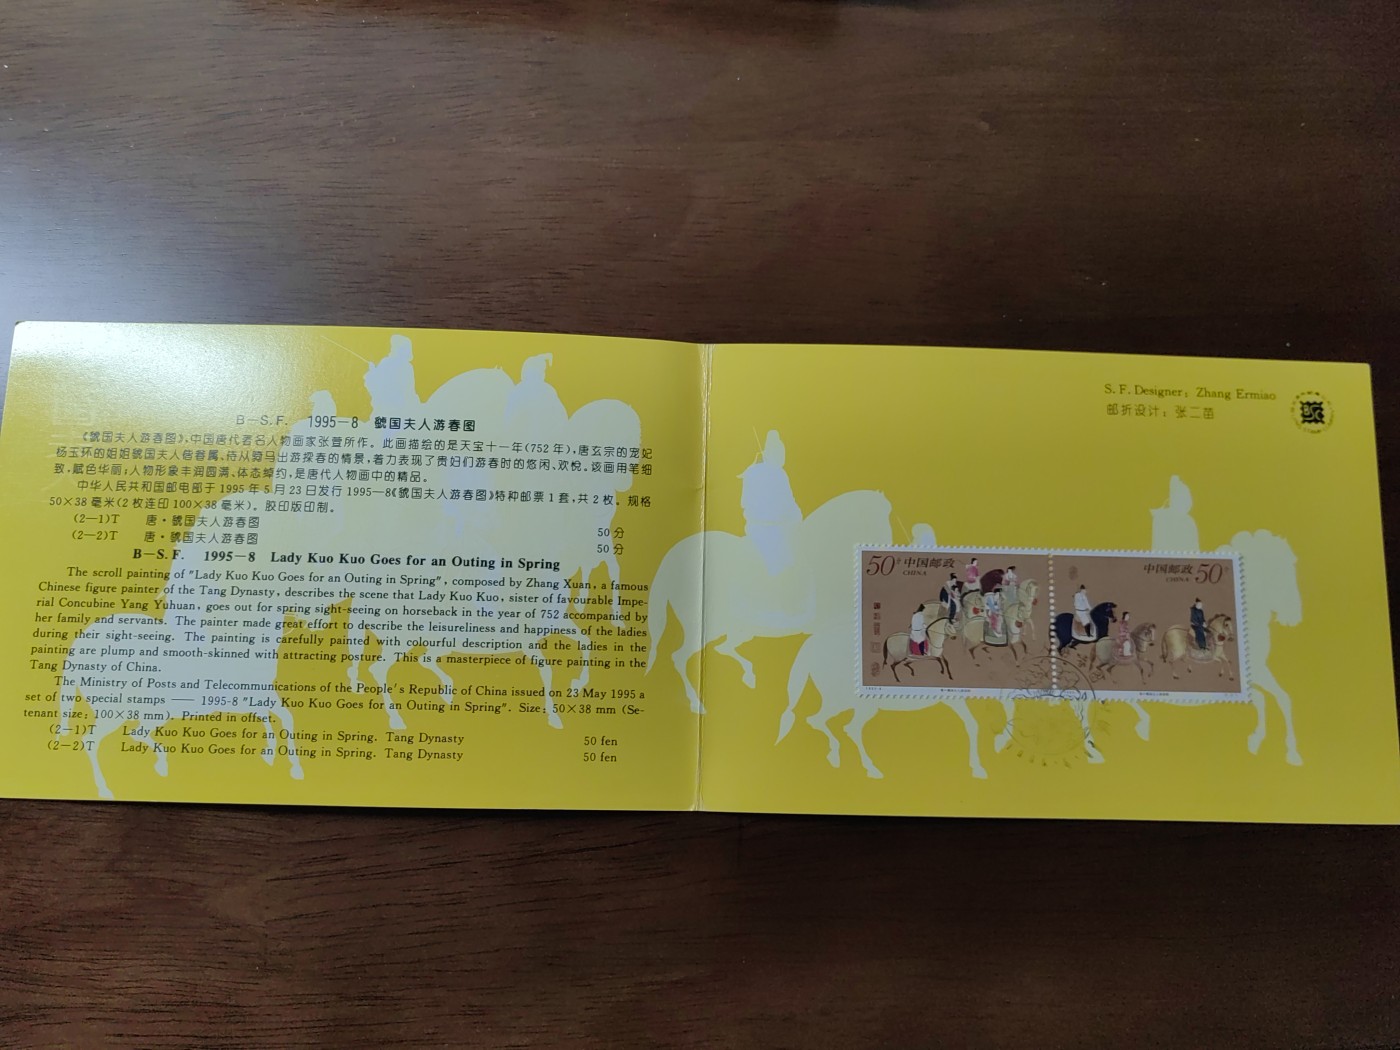 B－S.F.　1995－8　虢国夫人游春图
《虢国夫人游春图》,中国唐代著名人物画家张萱所作。此画描绘的是天宝十一年(752年),唐玄宗的宠妃
杨玉环的姐姐虢国夫人偕眷属、侍从骑马出游探春的情景,着力表现了贵妇们游春时的悠闲、欢悦。该画用笔细
致,赋色华丽;人物形象丰润圆满、体态绰约,是唐代人物画中的精品。
中华人民共和国邮电部于1995年5月23日发行1995—8《虢国夫人游春图》特种邮票1套,共2枚。规格
50×38毫米(2枚连印100×38毫米)。胶印版印制。
(2—1)T　唐・虢国夫人游春图　50分
(2—2)T　唐・虢国夫人游春图　50分
B－S.F.　1995－8　Lady Kuo Kuo Goes for an Outing in Spring
The scroll painting of "Lady Kuo Kuo Goes for an Outing in Spring", composed by Zhang Xuan, a famous
Chinese figure painter of the Tang Dynasty, describes the scene that Lady Kuo Kuo, sister of favourable Impe-
rial Concubine Yang Yuhuan, goes out for spring sight-seeing on horseback in the year of 752 accompanied by
her family and servants. The painter made great effort to describe the leisureliness and happiness of the ladies
during their sight-seeing. The painting is carefully painted with colourful description and the ladies in the
painting are plump and smooth-skinned with attracting posture. This is a masterpiece of figure painting in the
Tang Dynasty of China.
The Ministry of Posts and Telecommunications of the People's Republic of China issued on 23 May 1995 a
set of two special stamps —— 1995-8 "Lady Kuo Kuo Goes for an Outing in Spring". Size: 50×38 mm (Se-
tenant size: 100×38 mm). Printed in offset.
(2－1)T　Lady Kuo Kuo Goes for an Outing in Spring. Tang Dynasty　50 fen
(2－2)T　Lady Kuo Kuo Goes for an Outing in Spring. Tang Dynasty　50 fen
S.F.Designer: Zhang Ermiao
邮折设计：张二苗
50分 中国邮政
CHINA
中国邮政 50分
CHINA